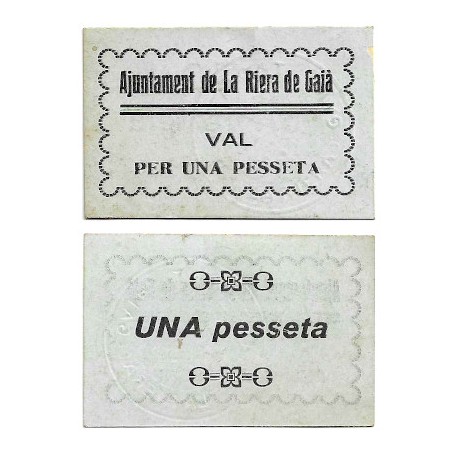 Ajuntament de La Riera de Gaià
VAL
PER UNA PESSETA
UNA pesseta